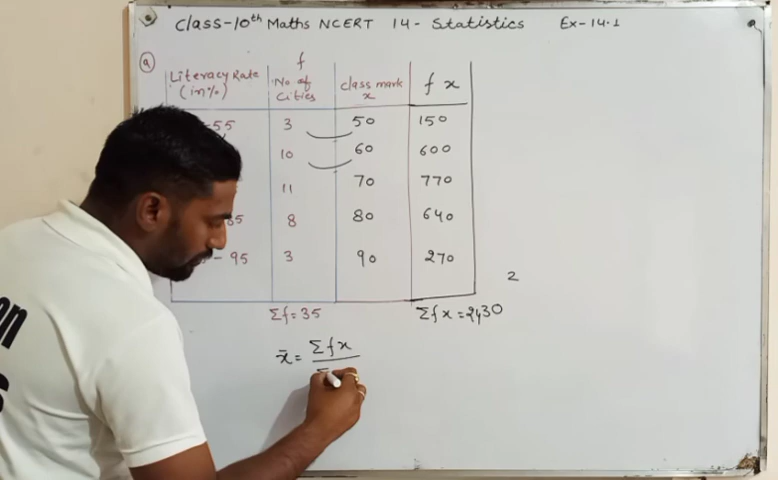 Class-10th Maths NCERT 14- Statistics Ex-14.1
Q
Literacy Rate (in%) f No. of Cities class mark x f x
-55 3 50 150
10 60 600
11 70 770
85 8 80 640
- 95 3 90 270
2
Σf=35 Σfx=2430
x̄ = Σfx